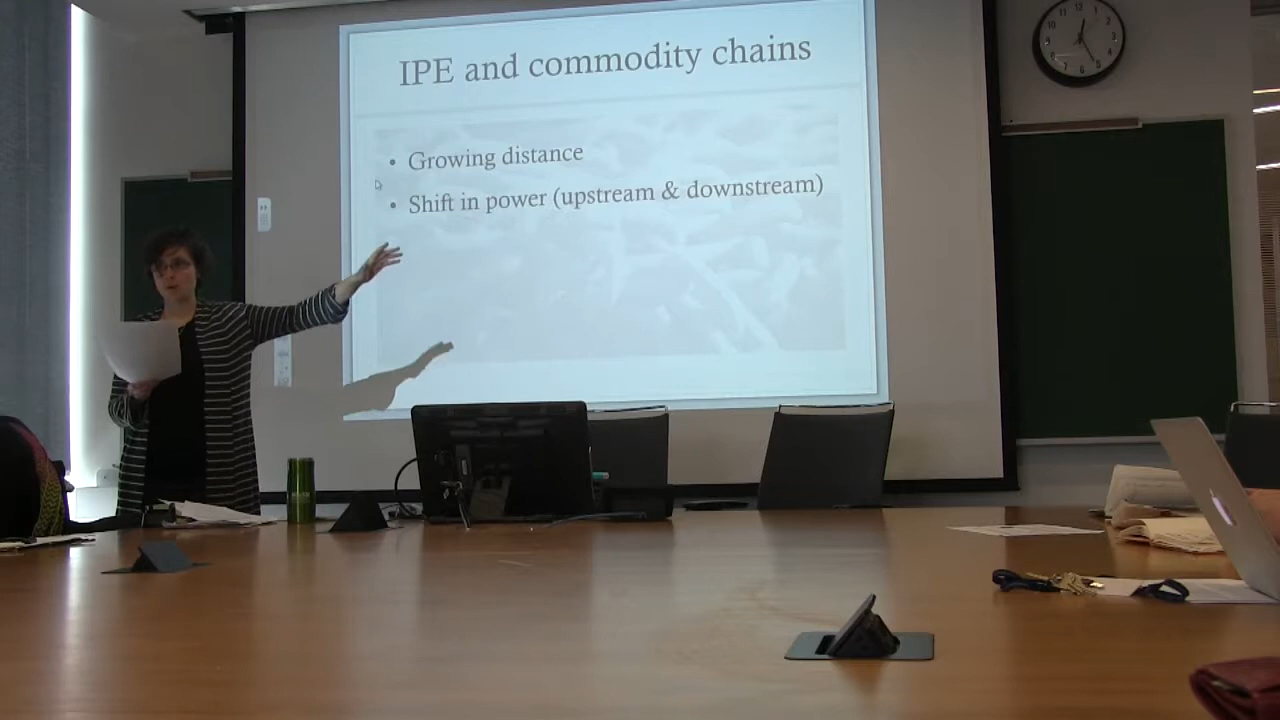 IPE and commodity chains
• Growing distance
• Shift in power (upstream & downstream)